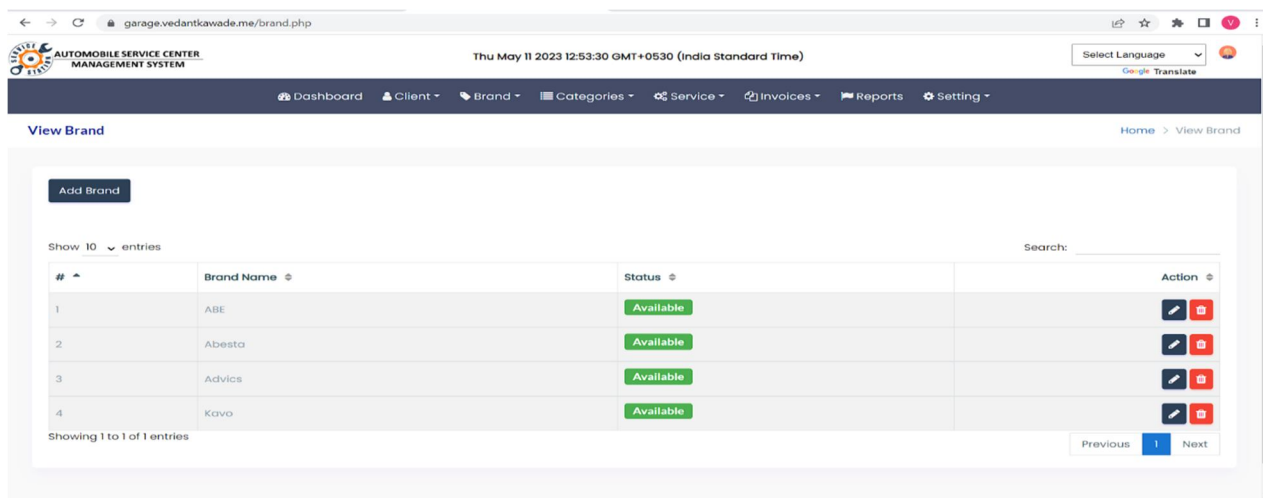 garage.vedantkawade.me/brand.php
V
SERVICE
STATION
AUTOMOBILE SERVICE CENTER
MANAGEMENT SYSTEM
Thu May 11 2023 12:53:30 GMT+0530 (India Standard Time)
Select Language
Google Translate
Dashboard Client Brand Categories Service Invoices Reports Setting
View Brand
Home > View Brand
Add Brand
Show 10 entries
Search:
# Brand Name Status Action
1 ABE Available
2 Abesta Available
3 Advics Available
4 Kavo Available
Showing 1 to 1 of 1 entries
Previous 1 Next